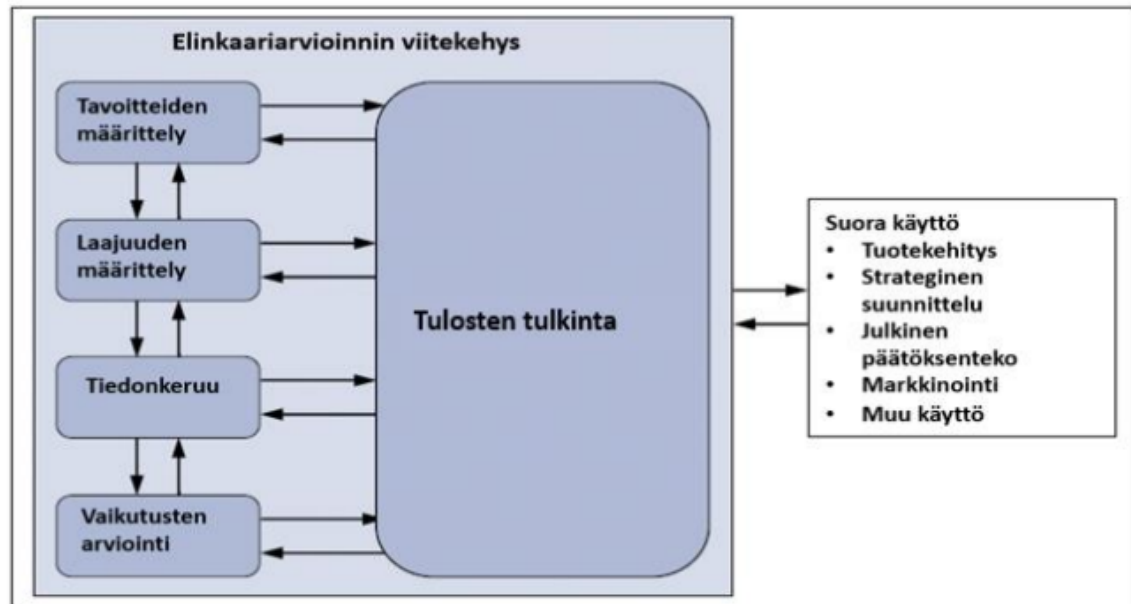 Elinkaariarvioinnin viitekehys
Tavoitteiden
määrittely
Laajuuden
määrittely
Tiedonkeruu
Vaikutusten
arviointi
Tulosten tulkinta
Suora käyttö
• Tuotekehitys
• Strateginen
suunnittelu
• Julkinen
päätöksenteko
• Markkinointi
• Muu käyttö